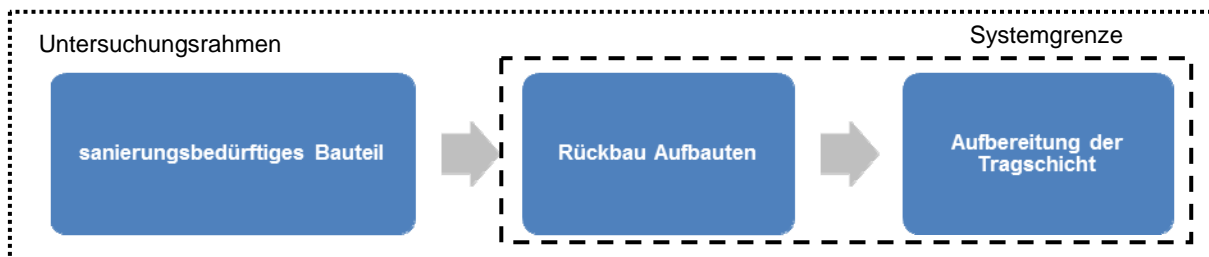 Untersuchungsrahmen
Systemgrenze
sanierungsbedürftiges Bauteil
Rückbau Aufbauten
Aufbereitung der
Tragschicht